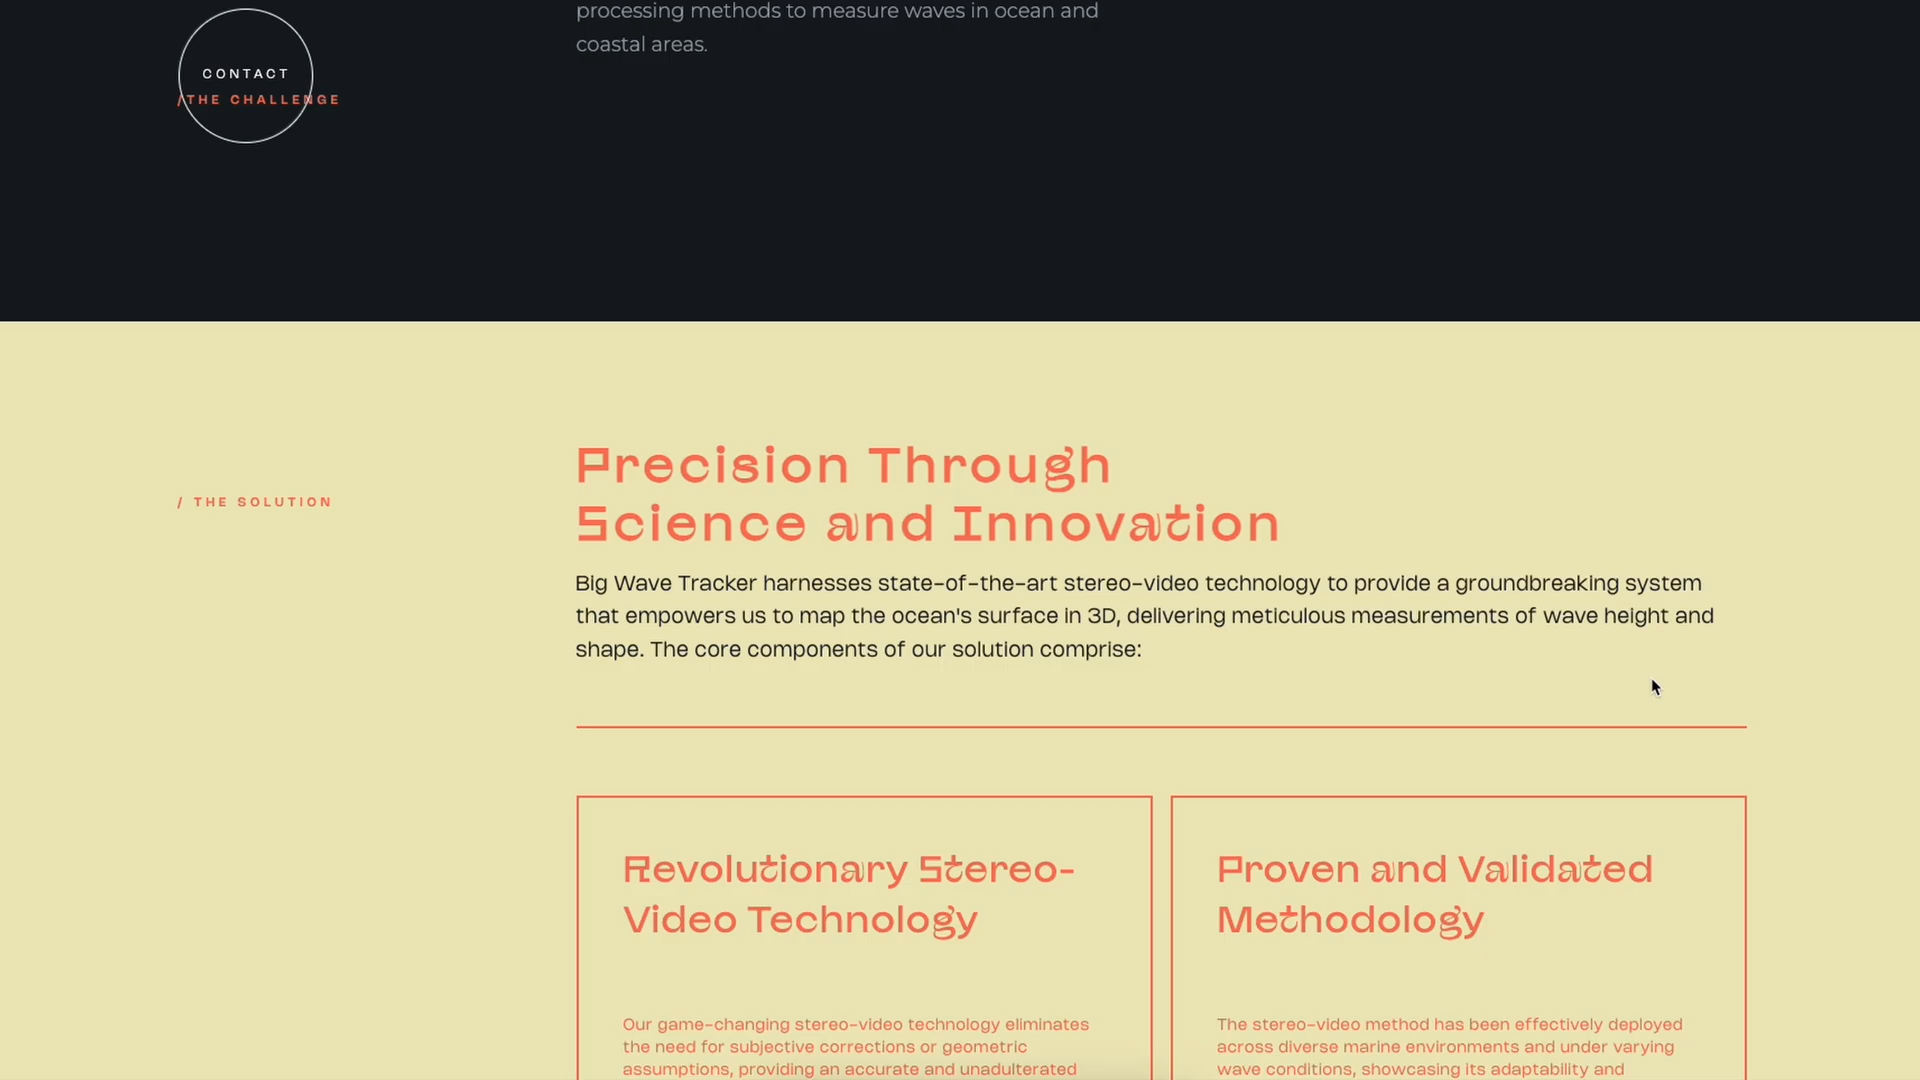 processing methods to measure waves in ocean and
coastal areas.
CONTACT
/THE CHALLENGE
/ THE SOLUTION
Precision Through
Science and Innovation
Big Wave Tracker harnesses state-of-the-art stereo-video technology to provide a groundbreaking system
that empowers us to map the ocean's surface in 3D, delivering meticulous measurements of wave height and
shape. The core components of our solution comprise:
Revolutionary Stereo-
Video Technology
Our game-changing stereo-video technology eliminates
the need for subjective corrections or geometric
assumptions, providing an accurate and unadulterated
Proven and Validated
Methodology
The stereo-video method has been effectively deployed
across diverse marine environments and under varying
wave conditions, showcasing its adaptability and